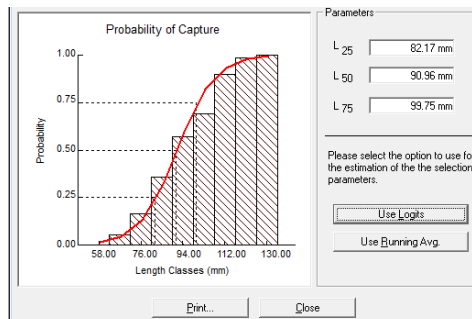 Probability of Capture
1.00
0.75
0.50
0.25
0.00
Probability
58.00 76.00 94.00 112.00 130.00
Length Classes (mm)
Parameters
L 25 82.17 mm
L 50 90.96 mm
L 75 99.75 mm
Please select the option to use fo
the estimation of the the selection
parameters.
Use Logits
Use Running Avg.
Print...
Close